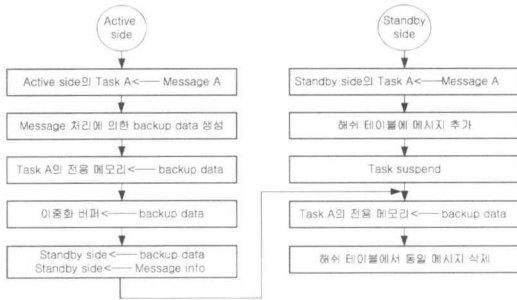 Active
side
Active side의 Task A<── Message A
Message 처리에 의한 backup data 생성
Task A의 전용 메모리<── backup data
이중화 버퍼<── backup data
Standby side<── backup data
Standby side<── Message info
Standby
side
Standby side의 Task A<──Message A
해쉬 테이블에 메시지 추가
Task suspend
Task A의 전용 메모리<── backup data
해쉬 테이블에서 동일 메시지 삭제